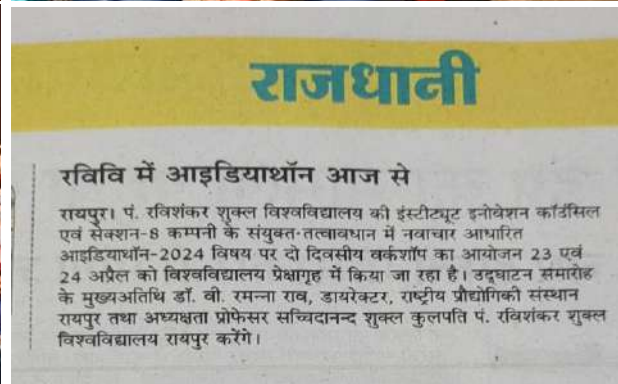 राजधानी
रविवि में आइडियाथॉन आज से
रायपुर। पं. रविशंकर शुक्ल विश्वविद्यालय की इंस्टीट्यूट इनोवेशन कॉउंसिल
एवं सेक्शन-8 कम्पनी के संयुक्त-तत्वावधान में नवाचार आधारित
आइडियाथॉन-2024 विषय पर दो दिवसीय वर्कशॉप का आयोजन 23 एवं
24 अप्रैल को विश्वविद्यालय प्रेक्षागृह में किया जा रहा है। उद्घाटन समारोह
के मुख्यअतिथि डॉ. वी. रमन्ना राव, डायरेक्टर, राष्ट्रीय प्रौद्योगिकी संस्थान
रायपुर तथा अध्यक्षता प्रोफेसर सच्चिदानन्द शुक्ल कुलपति पं. रविशंकर शुक्ल
विश्वविद्यालय रायपुर करेंगे।